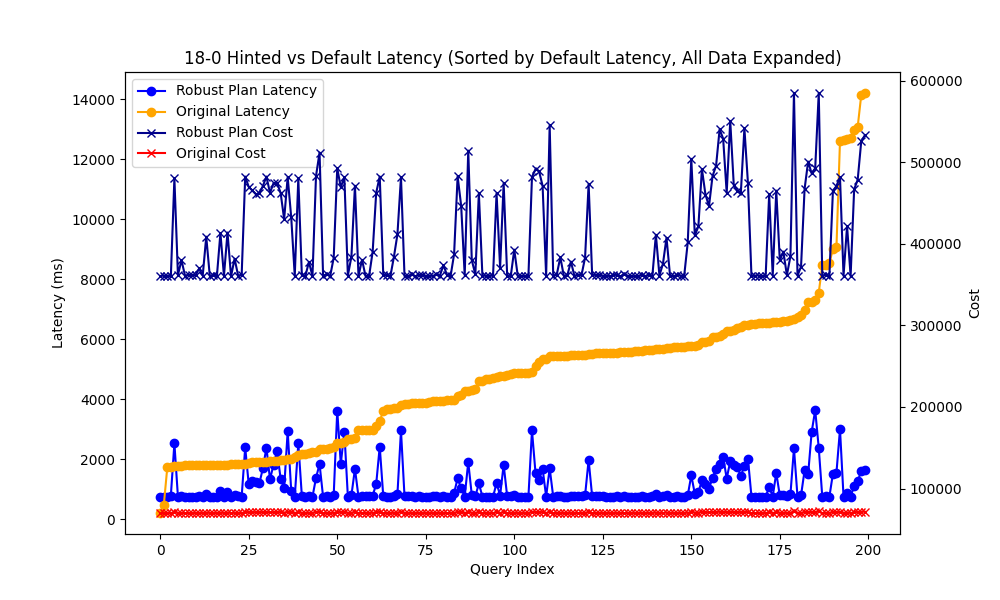 18-0 Hinted vs Default Latency (Sorted by Default Latency, All Data Expanded)
Robust Plan Latency
Original Latency
Robust Plan Cost
Original Cost
Latency (ms)
14000
12000
10000
8000
6000
4000
2000
0
600000
500000
400000
300000
200000
100000
Cost
0
25
50
75
100
125
150
175
200
Query Index